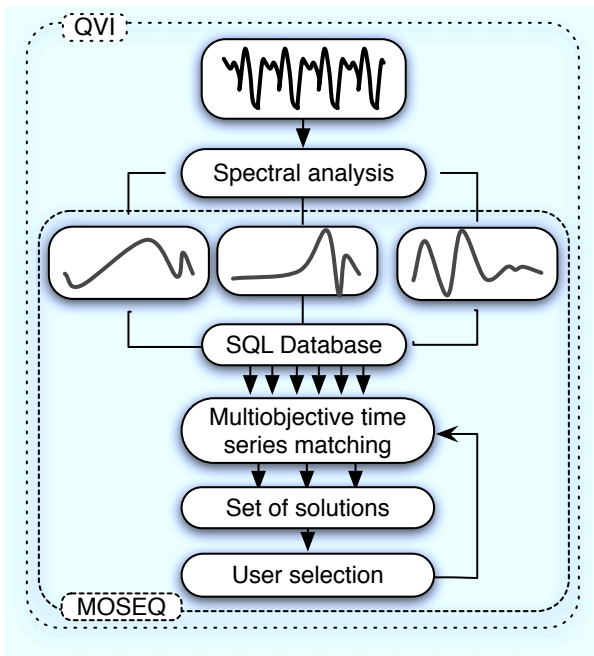 QVI
Spectral analysis
SQL Database
Multiobjective time
series matching
Set of solutions
User selection
MOSEQ